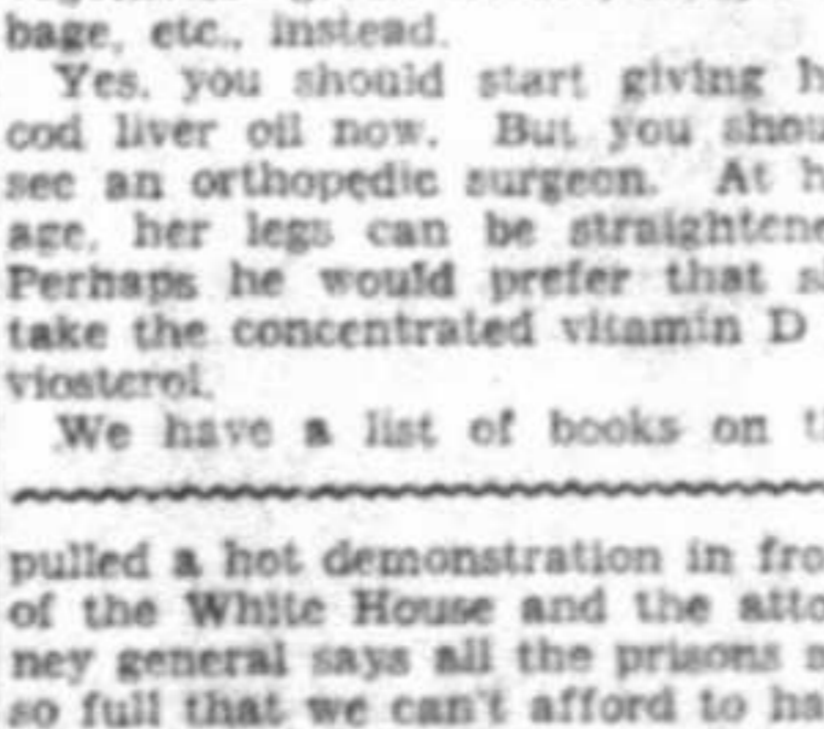 bage, etc., instead.
Yes, you should start giving h
cod liver oil now. But you shou
see an orthopedic surgeon. At h
age, her legs can be straightene
Perhaps he would prefer that s
take the concentrated vitamin D
viosterol.
We have a list of books on t
pulled a hot demonstration in fro
of the White House and the atto
ney general says all the prisons a
so full that we can't afford to ha